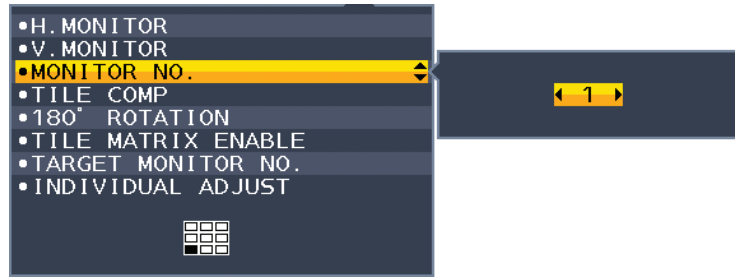 •H.MONITOR
•V.MONITOR
•MONITOR NO.
1
•TILE COMP
•180° ROTATION
•TILE MATRIX ENABLE
•TARGET MONITOR NO.
•INDIVIDUAL ADJUST